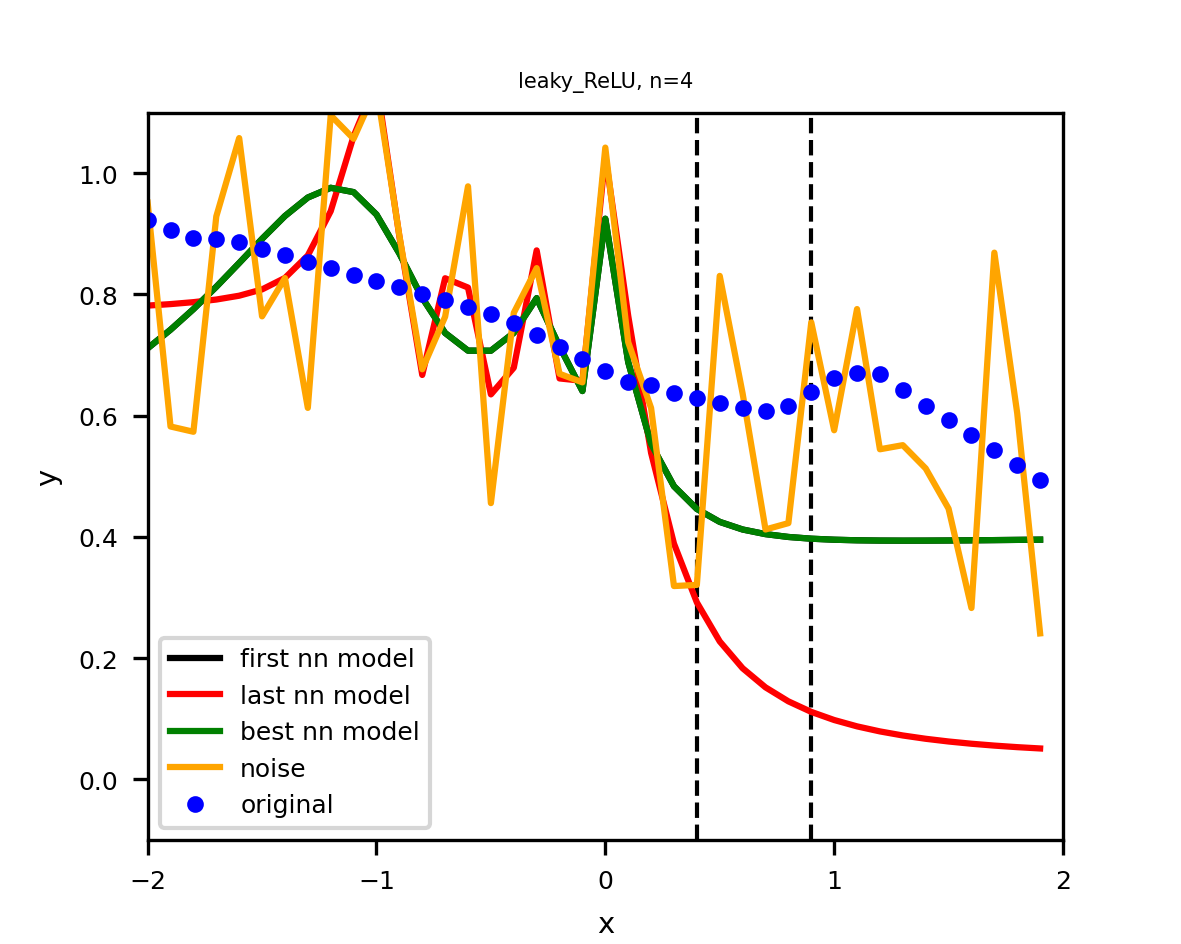 leaky_ReLU, n=4
1.0
0.8
0.6
0.4
0.2
0.0
y
first nn model
last nn model
best nn model
noise
original
−2
−1
0
1
2
x